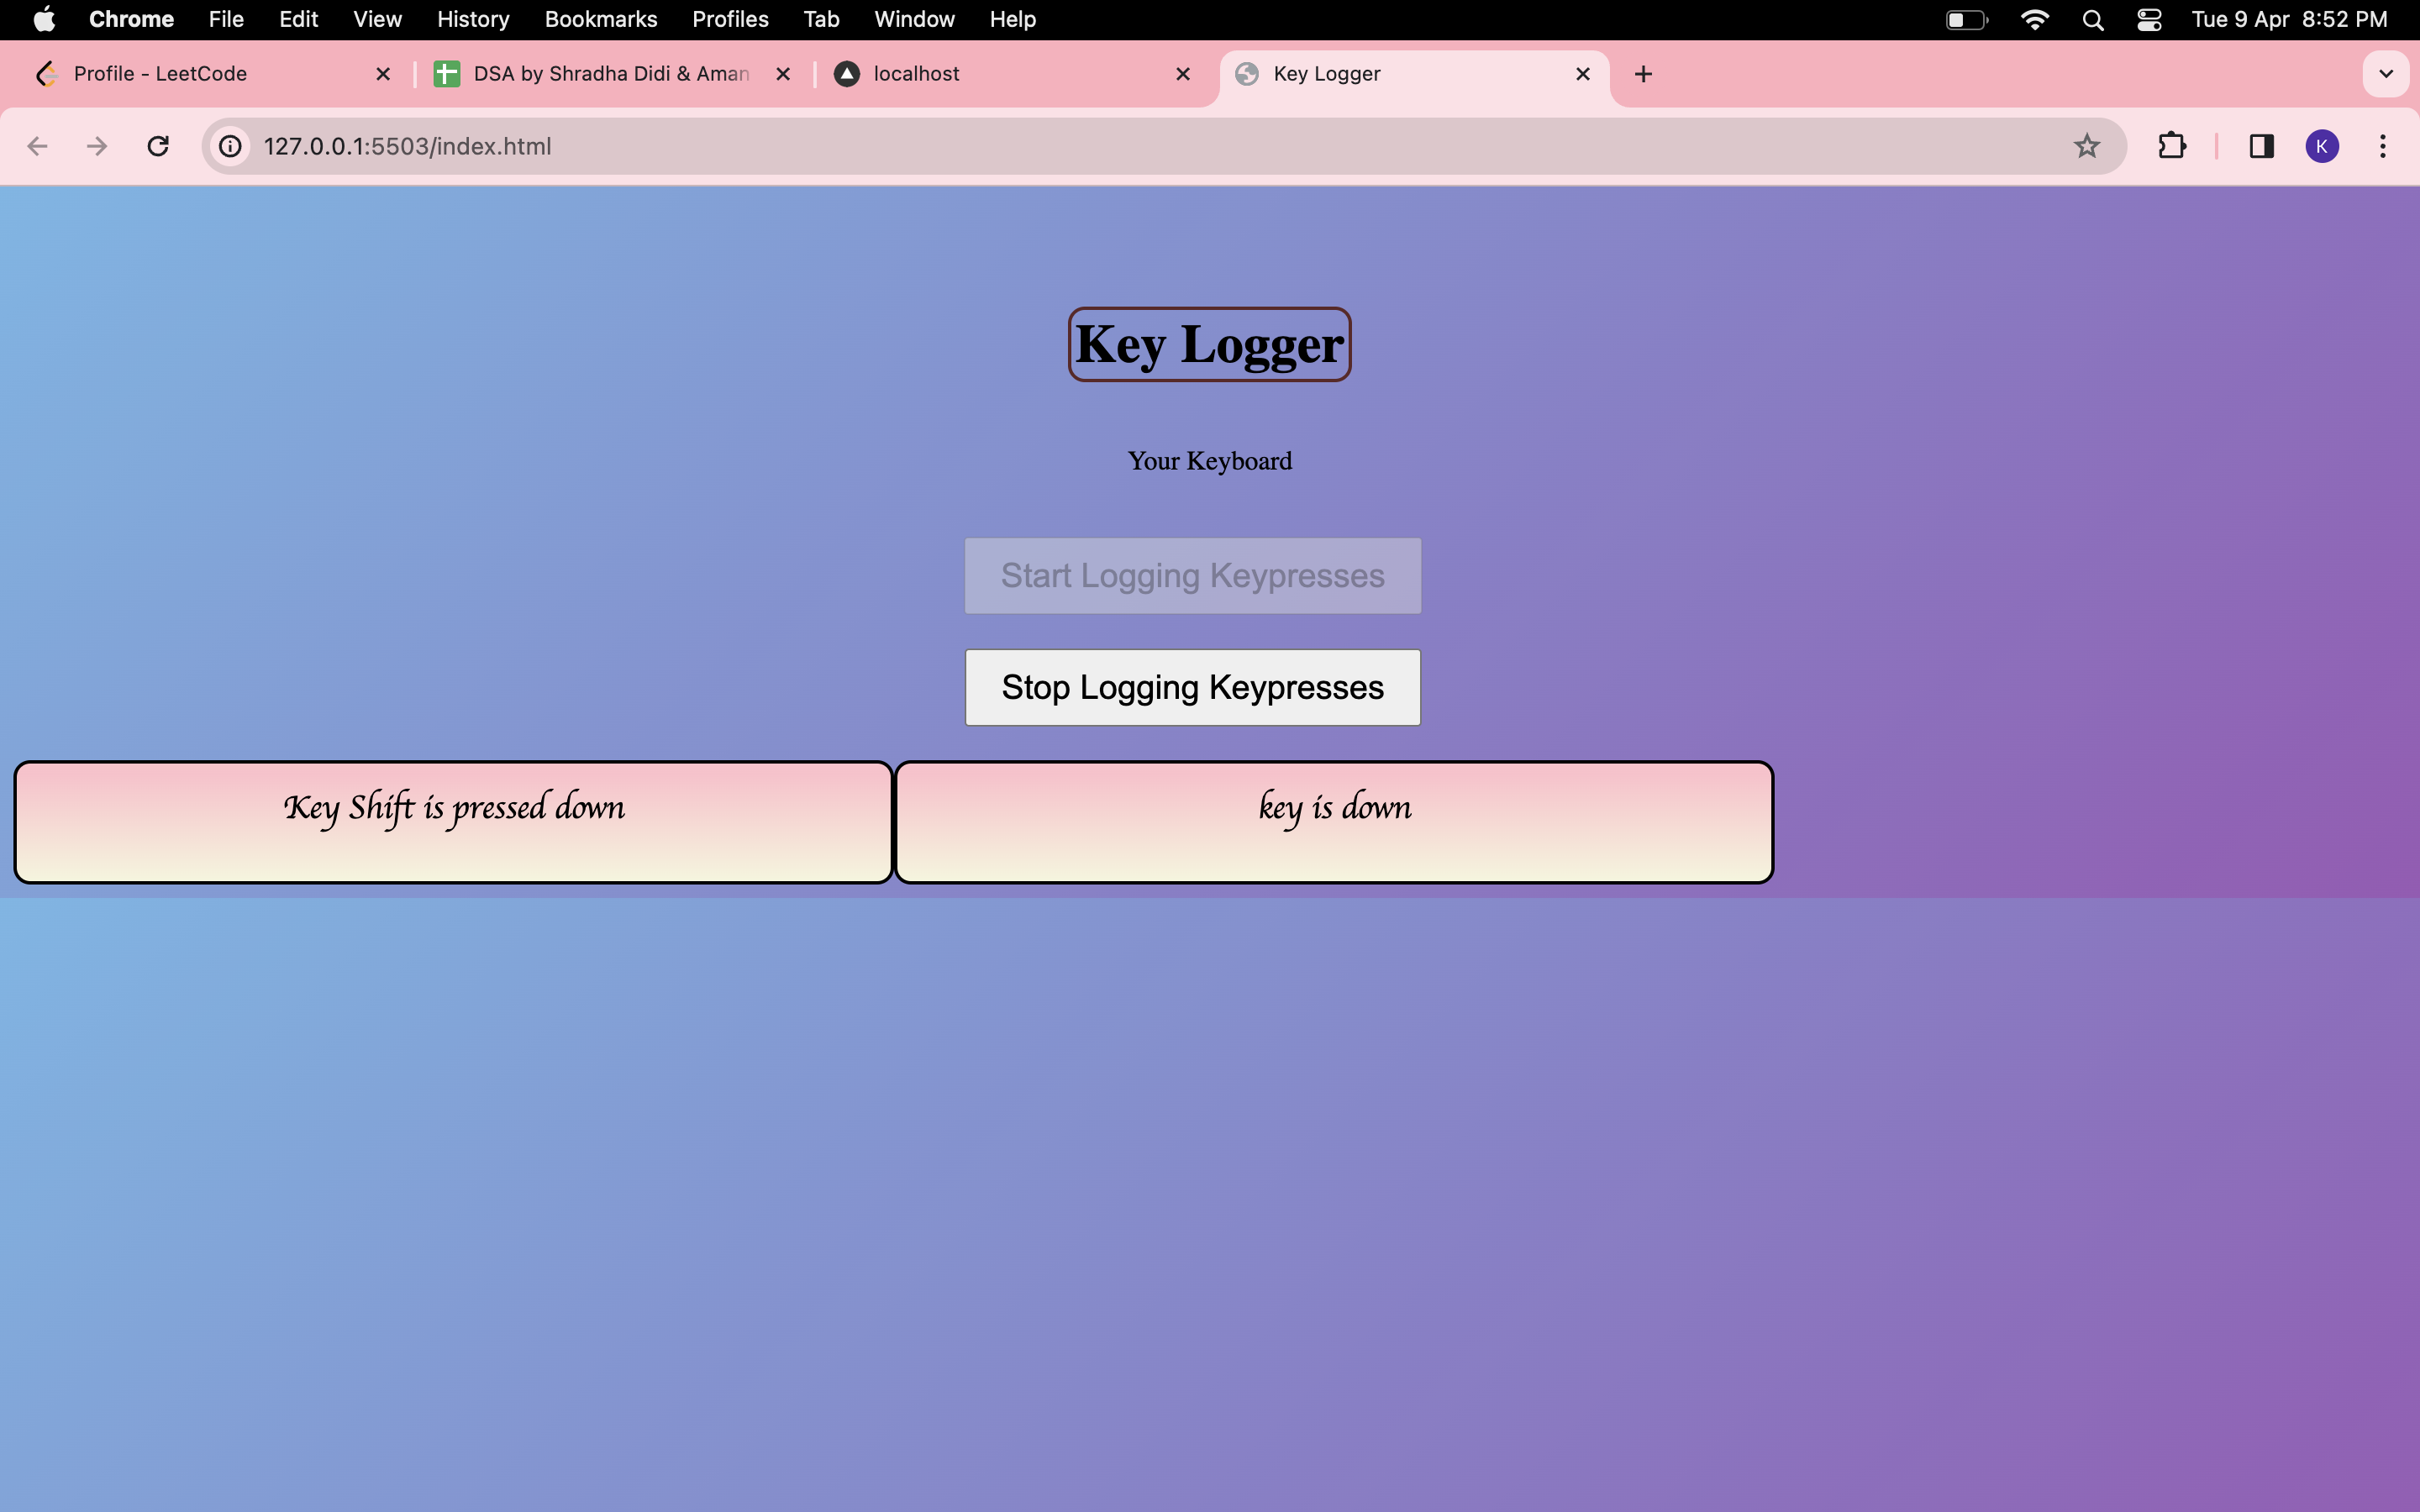 Chrome File Edit View History Bookmarks Profiles Tab Window Help Tue 9 Apr 8:52 PM
Profile - LeetCode DSA by Shradha Didi & Aman localhost Key Logger
127.0.0.1:5503/index.html K
Key Logger
Your Keyboard
Start Logging Keypresses
Stop Logging Keypresses
Key Shift is pressed down key is down